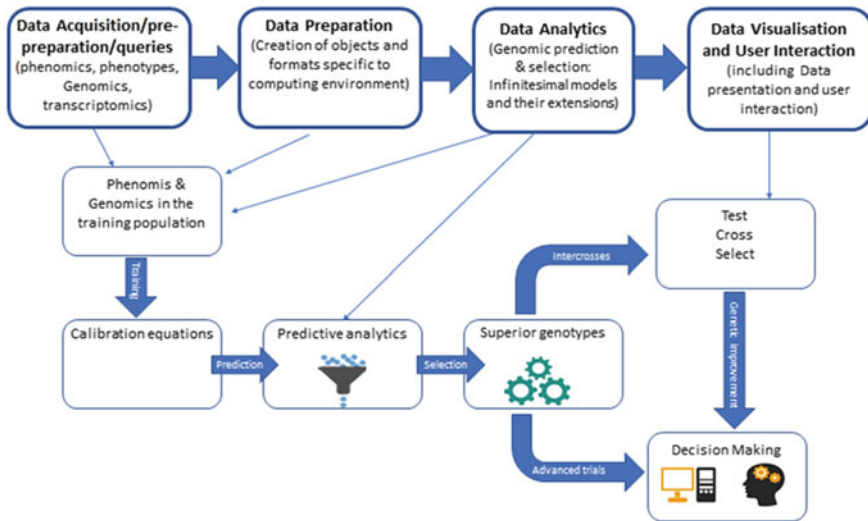 Data Acquisition/pre-
preparation/queries
(phenomics, phenotypes,
Genomics,
transcriptomics)
Data Preparation
(Creation of objects and
formats specific to
computing environment)
Data Analytics
(Genomic prediction
& selection:
Infinitesimal models
and their extensions)
Data Visualisation
and User Interaction
(including Data
presentation and user
interaction)
Phenomis &
Genomics in the
training population
Test
Cross
Select
Intercrosses
Training
Calibration equations
Prediction
Predictive analytics
Selection
Superior genotypes
Genetic improvement
Advanced trials
Decision Making